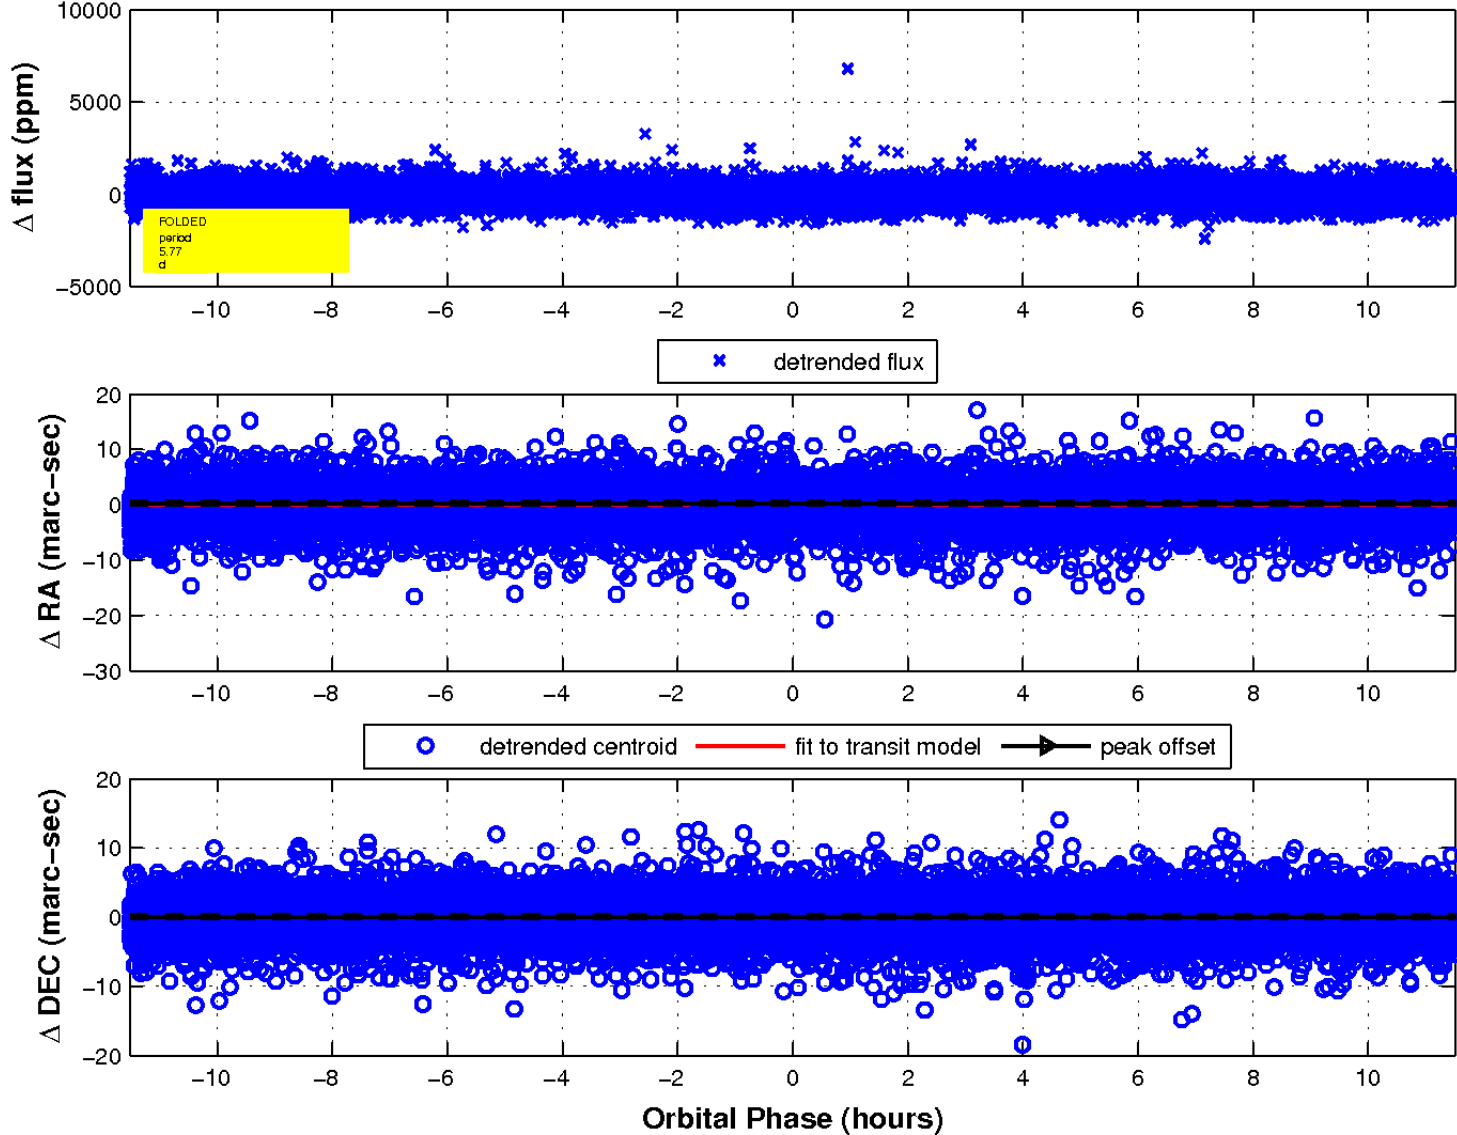 10000
5000
0
−5000
Δ flux (ppm)
FOLDED
period
5.77
d
−10 −8 −6 −4 −2 0 2 4 6 8 10
detrended flux
20
10
0
−10
−20
−30
Δ RA (marc−sec)
−10 −8 −6 −4 −2 0 2 4 6 8 10
detrended centroid fit to transit model peak offset
20
10
0
−10
−20
Δ DEC (marc−sec)
−10 −8 −6 −4 −2 0 2 4 6 8 10
Orbital Phase (hours)